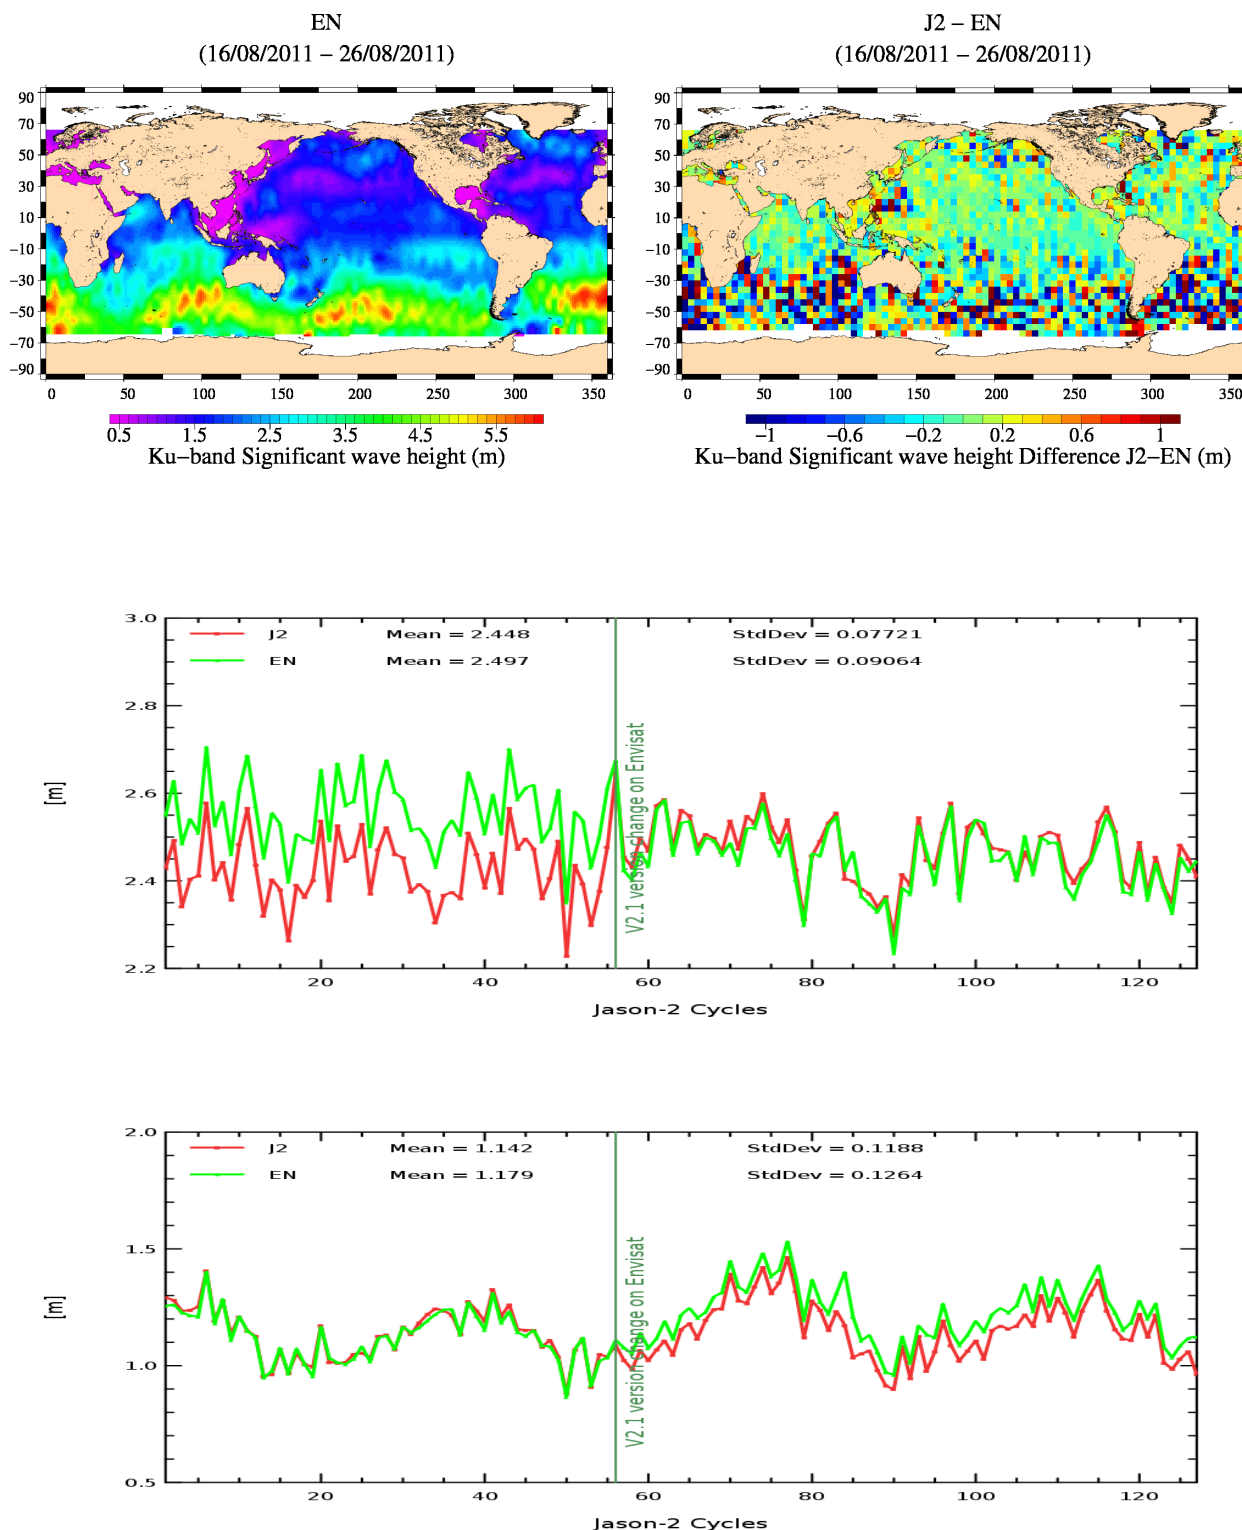 EN
(16/08/2011 − 26/08/2011)
J2 − EN
(16/08/2011 − 26/08/2011)
90
70
50
30
10
−10
−30
−50
−70
−90
0 50 100 150 200 250 300 350
0.5 1.5 2.5 3.5 4.5 5.5
Ku−band Significant wave height (m)
90
70
50
30
10
−10
−30
−50
−70
−90
0 50 100 150 200 250 300 350
−1 −0.6 −0.2 0.2 0.6 1
Ku−band Significant wave height Difference J2−EN (m)
3.0
2.8
2.6
2.4
2.2
[m]
J2 Mean = 2.448 StdDev = 0.07721
EN Mean = 2.497 StdDev = 0.09064
V2.1 version change on Envisat
20 40 60 80 100 120
Jason-2 Cycles
2.0
1.5
1.0
0.5
[m]
J2 Mean = 1.142 StdDev = 0.1188
EN Mean = 1.179 StdDev = 0.1264
V2.1 version change on Envisat
20 40 60 80 100 120
Jason-2 Cycles